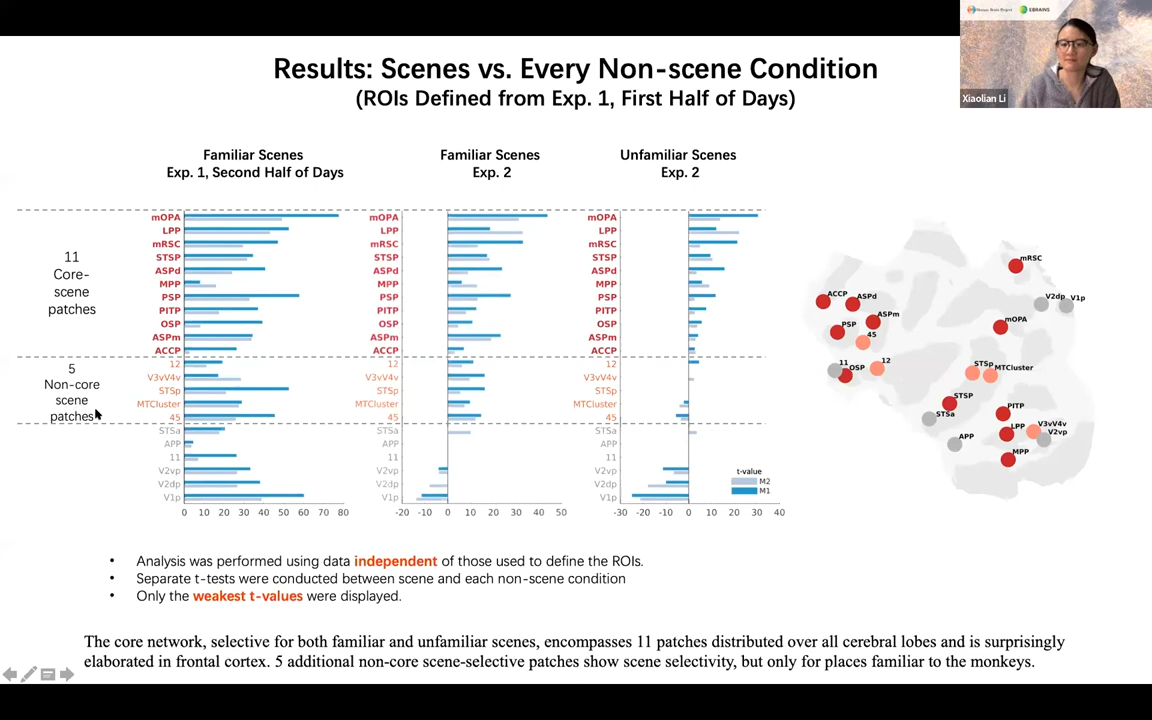 Human Brain Project
EBRAINS
Xiaolian Li
Results: Scenes vs. Every Non-scene Condition
(ROIs Defined from Exp. 1, First Half of Days)
Familiar Scenes
Exp. 1, Second Half of Days
Familiar Scenes
Exp. 2
Unfamiliar Scenes
Exp. 2
11
Core-
scene
patches
5
Non-core
scene
patches
mOPA
LPP
mRSC
STSP
ASPd
MPP
PSP
PITP
OSP
ASPm
ACCP
12
V3vV4v
STSp
MTCluster
45
STSa
APP
11
V2vp
V2dp
V1p
0 10 20 30 40 50 60 70 80
mOPA
LPP
mRSC
STSP
ASPd
MPP
PSP
PITP
OSP
ASPm
ACCP
12
V3vV4v
STSp
MTCluster
45
STSa
APP
11
V2vp
V2dp
V1p
-20 -10 0 10 20 30 40 50
mOPA
LPP
mRSC
STSP
ASPd
MPP
PSP
PITP
OSP
ASPm
ACCP
12
V3vV4v
STSp
MTCluster
45
STSa
APP
11
V2vp
V2dp
V1p
-30 -20 -10 0 10 20 30 40
t-value
M2
M1
mRSC
ACCP
ASPd
V2dp
V1p
ASPm
PSP
mOPA
45
11
OSP
12
STSp
MTCluster
STSP
STSa
PITP
LPP
V3vV4v
V2vp
APP
MPP
• Analysis was performed using data independent of those used to define the ROIs.
• Separate t-tests were conducted between scene and each non-scene condition
• Only the weakest t-values were displayed.
The core network, selective for both familiar and unfamiliar scenes, encompasses 11 patches distributed over all cerebral lobes and is surprisingly
elaborated in frontal cortex. 5 additional non-core scene-selective patches show scene selectivity, but only for places familiar to the monkeys.